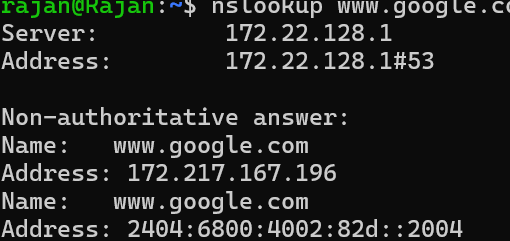 rajan@Rajan:~$ nslookup www.google.co
Server:         172.22.128.1
Address:        172.22.128.1#53

Non-authoritative answer:
Name:   www.google.com
Address: 172.217.167.196
Name:   www.google.com
Address: 2404:6800:4002:82d::2004